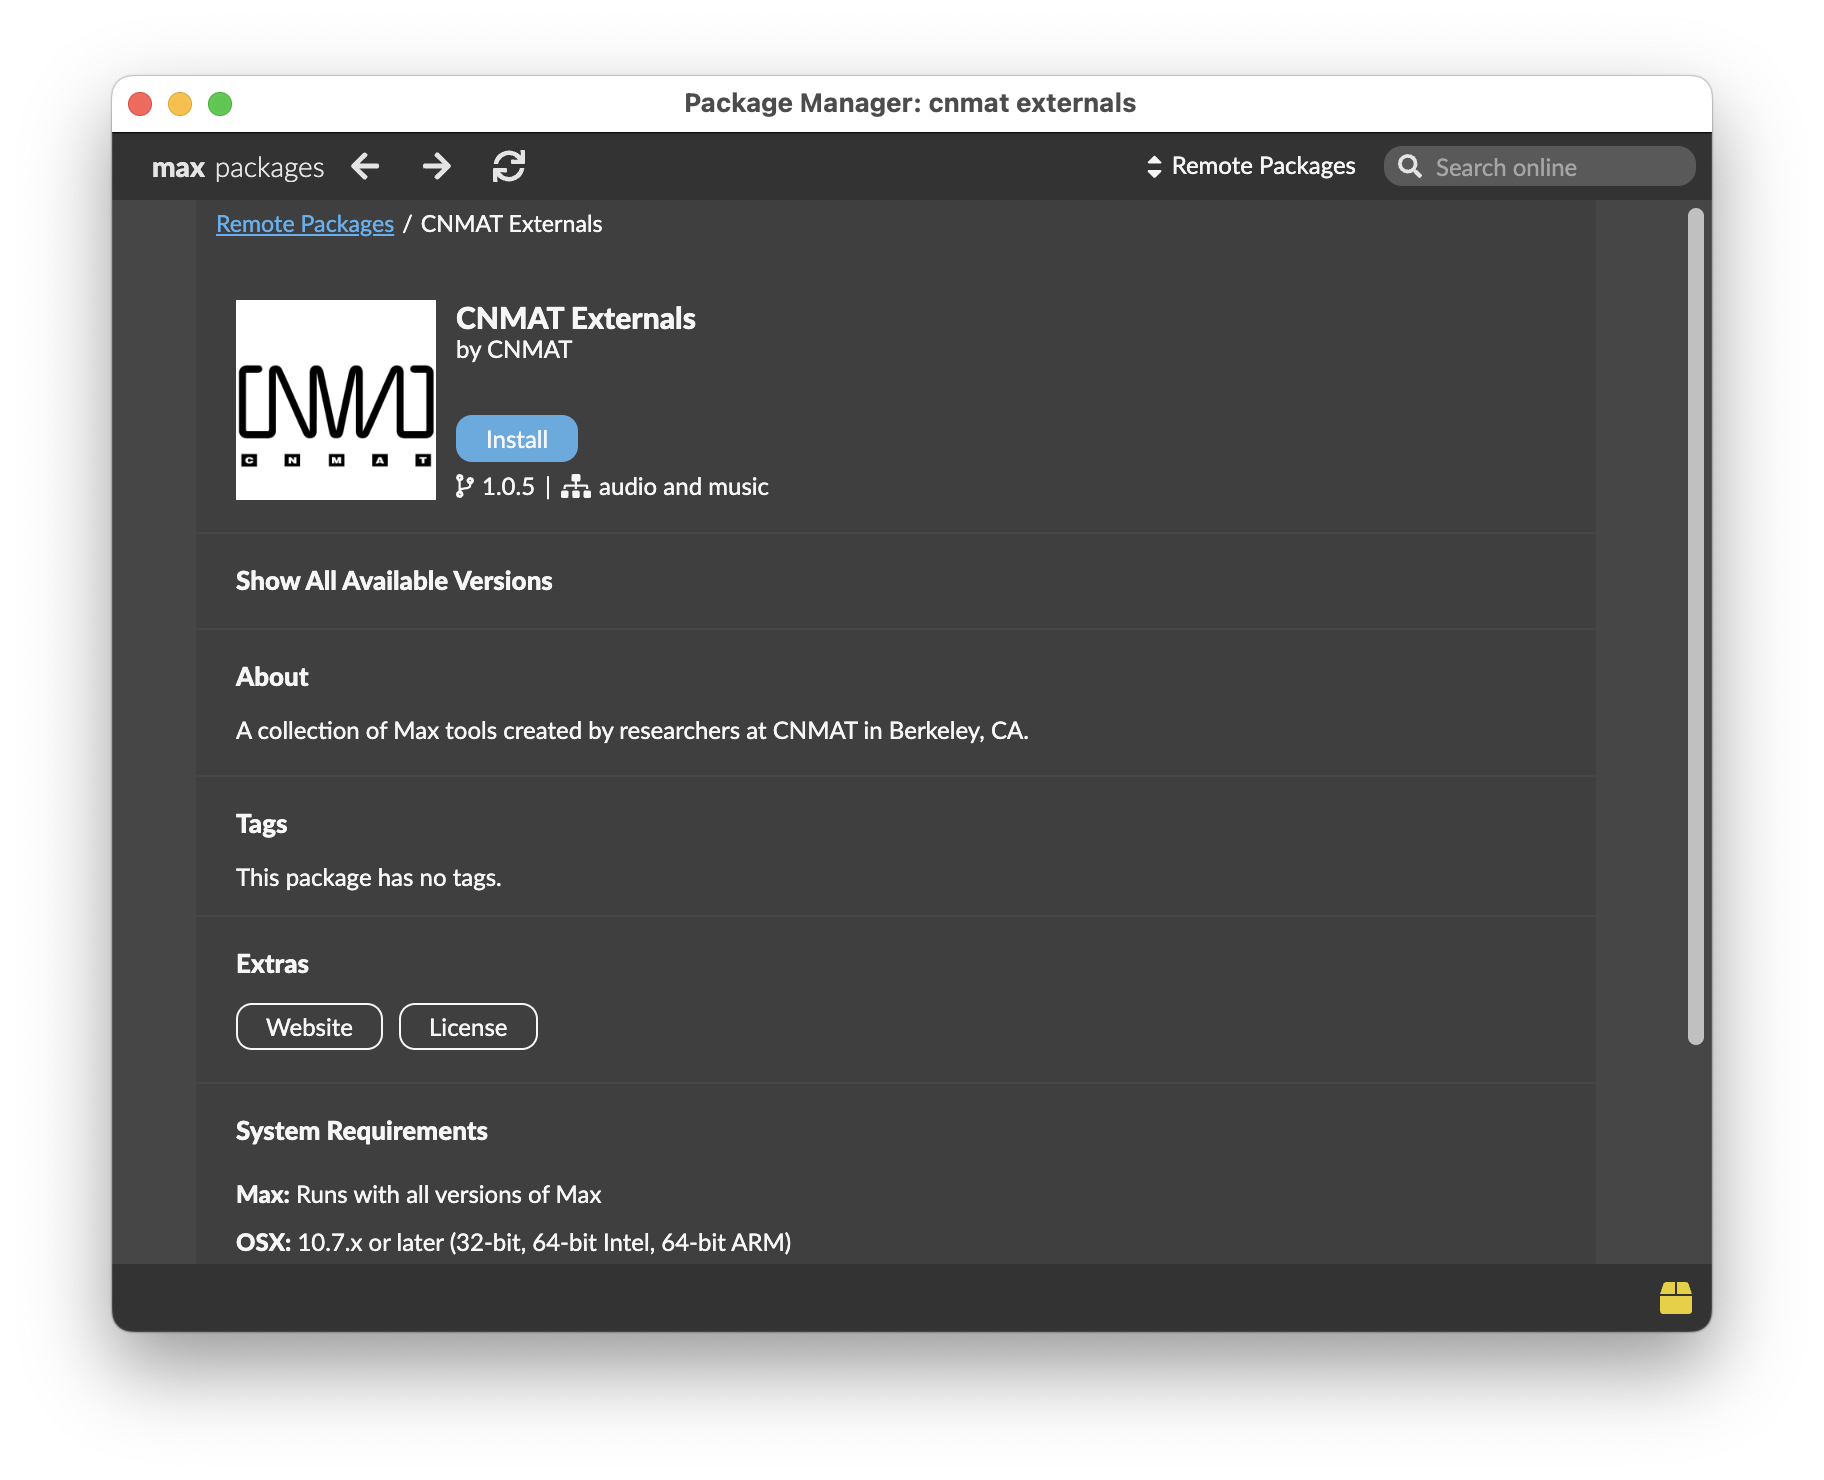 Package Manager: cnmat externals
max packages
Remote Packages
Search online
Remote Packages / CNMAT Externals
CNMAT Externals
by CNMAT
CNMAT
C N M A T
Install
1.0.5 | audio and music
Show All Available Versions
About
A collection of Max tools created by researchers at CNMAT in Berkeley, CA.
Tags
This package has no tags.
Extras
Website License
System Requirements
Max: Runs with all versions of Max
OSX: 10.7.x or later (32-bit, 64-bit Intel, 64-bit ARM)